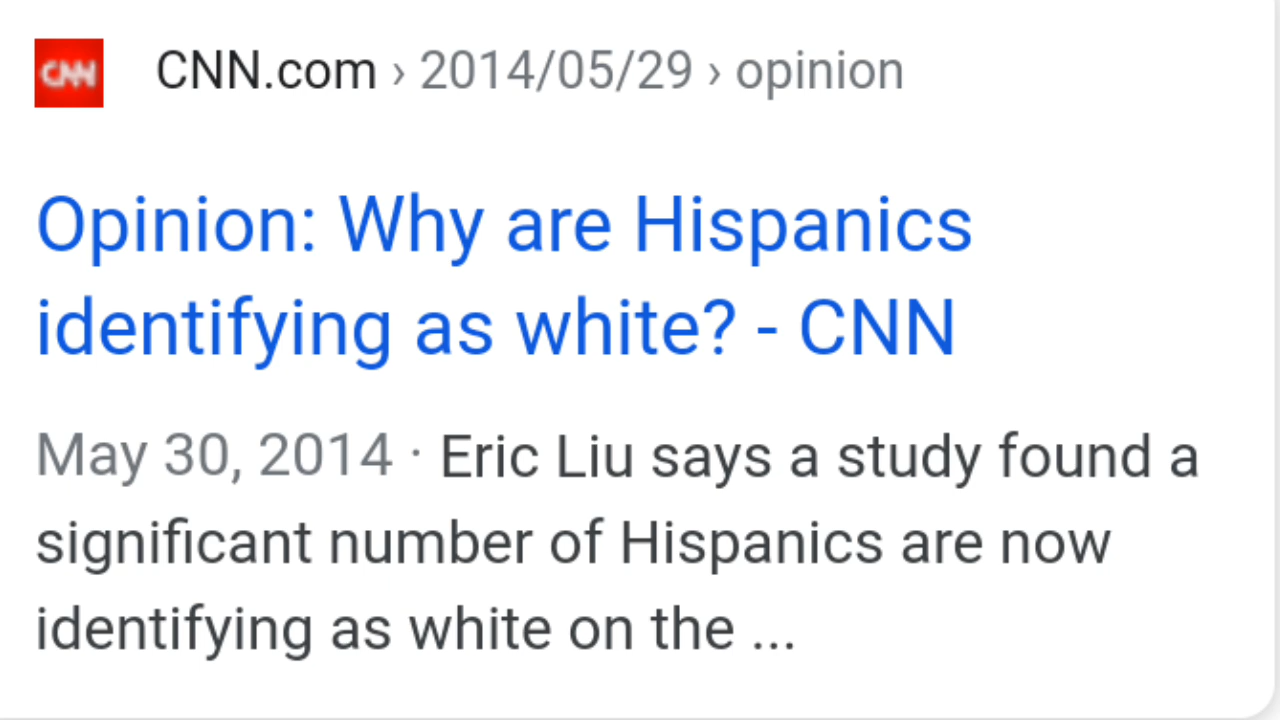 CNN
CNN.com › 2014/05/29 › opinion
Opinion: Why are Hispanics
identifying as white? - CNN
May 30, 2014 · Eric Liu says a study found a
significant number of Hispanics are now
identifying as white on the ...